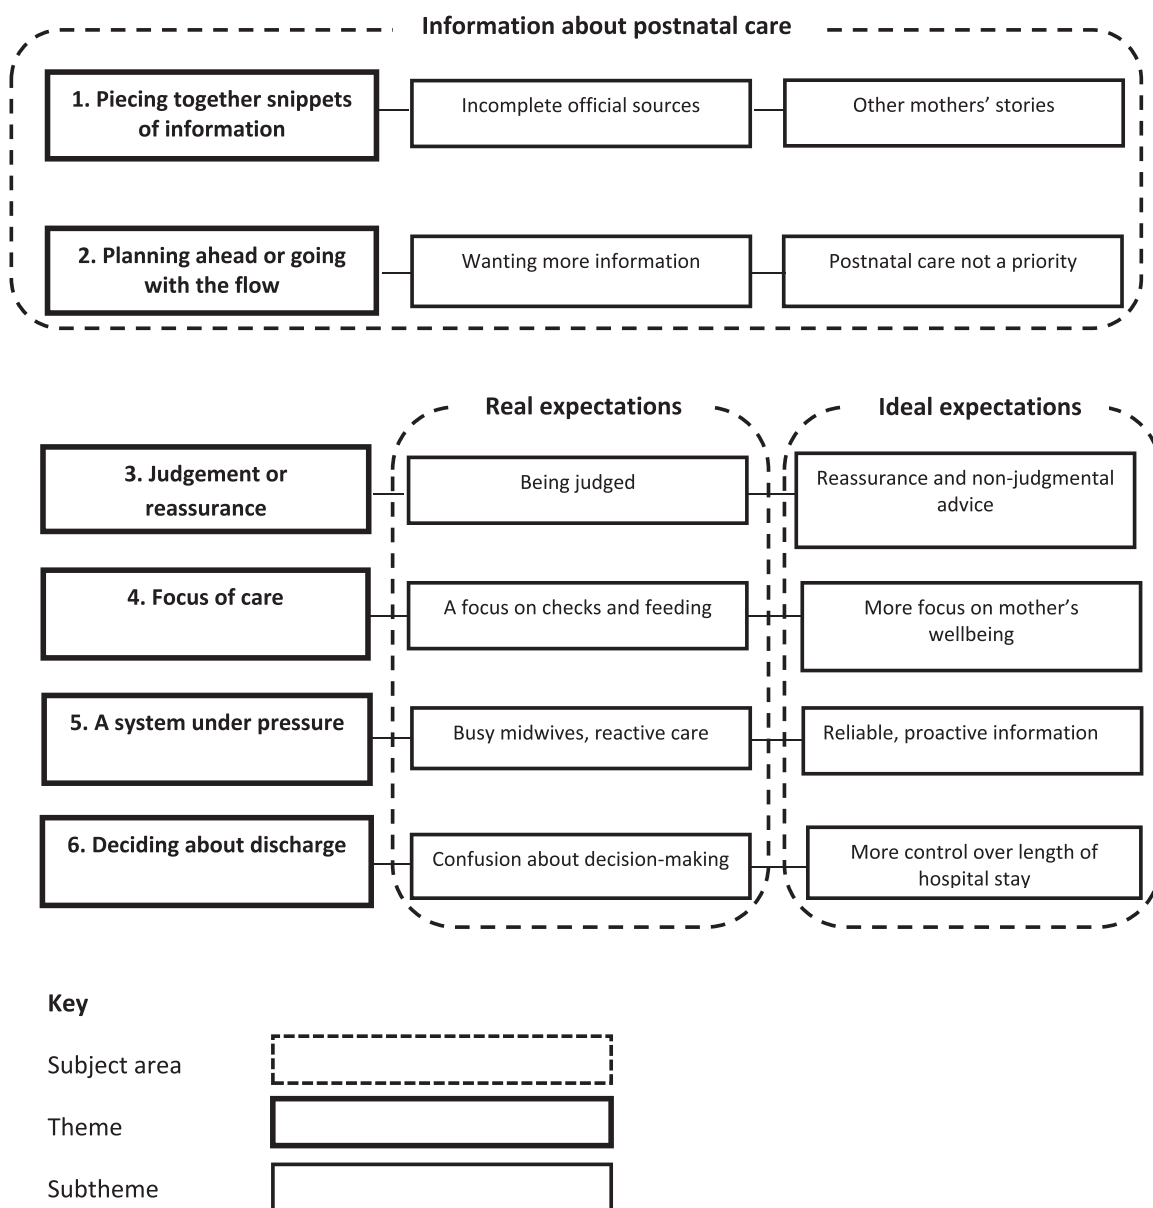 Information about postnatal care
1. Piecing together snippets
of information
Incomplete official sources
Other mothers’ stories
2. Planning ahead or going
with the flow
Wanting more information
Postnatal care not a priority
Real expectations
Ideal expectations
3. Judgement or
reassurance
Being judged
Reassurance and non-judgmental
advice
4. Focus of care
A focus on checks and feeding
More focus on mother’s
wellbeing
5. A system under pressure
Busy midwives, reactive care
Reliable, proactive information
6. Deciding about discharge
Confusion about decision-making
More control over length of
hospital stay
Key
Subject area
Theme
Subtheme